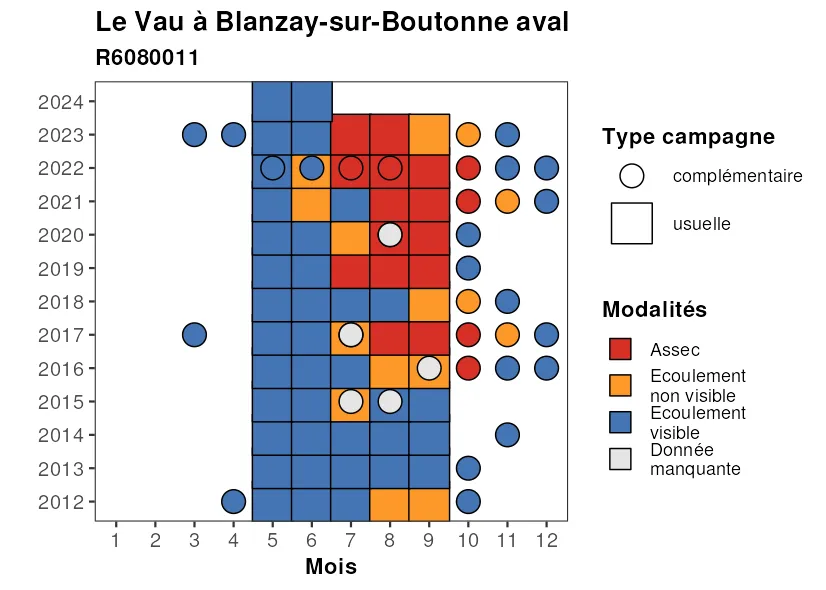 Le Vau à Blanzay-sur-Boutonne aval
R6080011
2024
2023
2022
2021
2020
2019
2018
2017
2016
2015
2014
2013
2012
1 2 3 4 5 6 7 8 9 10 11 12
Mois
Type campagne
complémentaire
usuelle
Modalités
Assec
Ecoulement
non visible
Ecoulement
visible
Donnée
manquante